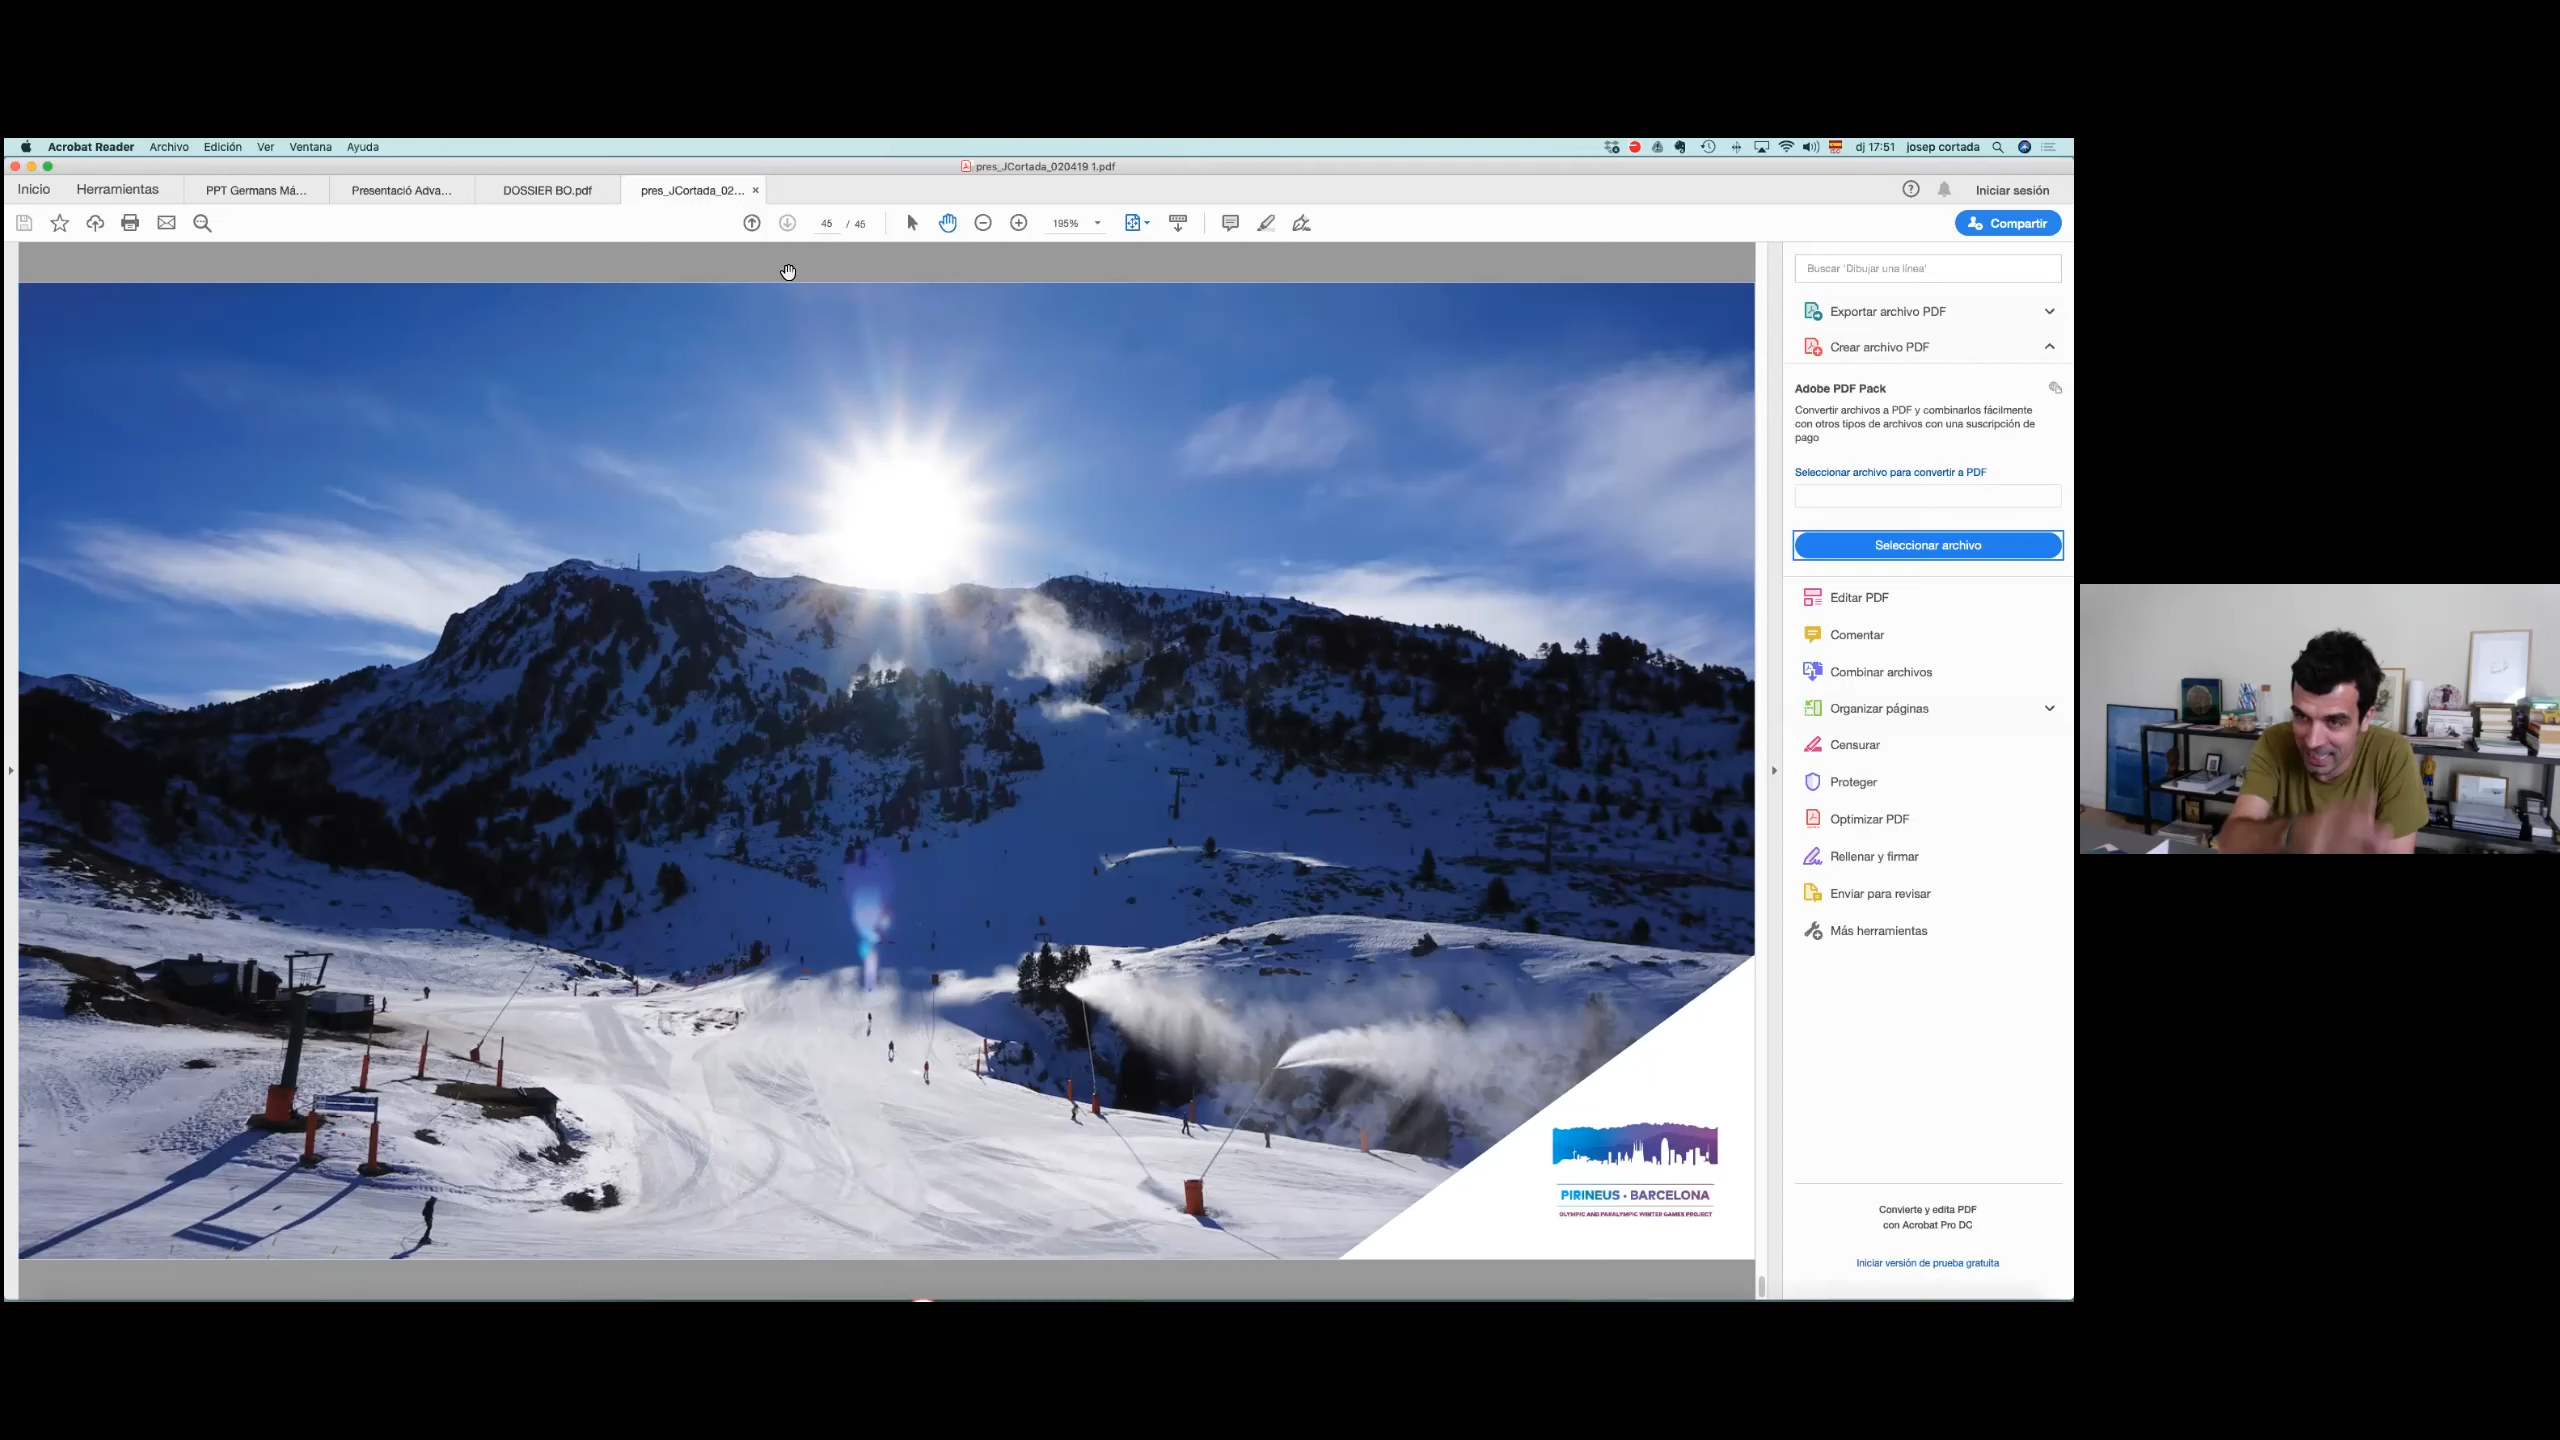 Acrobat Reader Archivo Edición Ver Ventana Ayuda
dj 17:51 josep cortada
pres_JCortada_020419 1.pdf
Inicio Herramientas PPT Germans Má... Presentació Adva... DOSSIER BO.pdf pres_JCortada_02... ×
Iniciar sesión
45 / 45
195%
Compartir
Buscar 'Dibujar una línea'
Exportar archivo PDF
Crear archivo PDF
Adobe PDF Pack
Convertir archivos a PDF y combinarlos fácilmente
con otros tipos de archivos con una suscripción de
pago
Seleccionar archivo para convertir a PDF
Seleccionar archivo
Editar PDF
Comentar
Combinar archivos
Organizar páginas
Censurar
Proteger
Optimizar PDF
Rellenar y firmar
Enviar para revisar
Más herramientas
Convierte y edita PDF
con Acrobat Pro DC
Iniciar versión de prueba gratuita
PIRINEUS · BARCELONA
OLYMPIC AND PARALYMPIC WINTER GAMES PROJECT